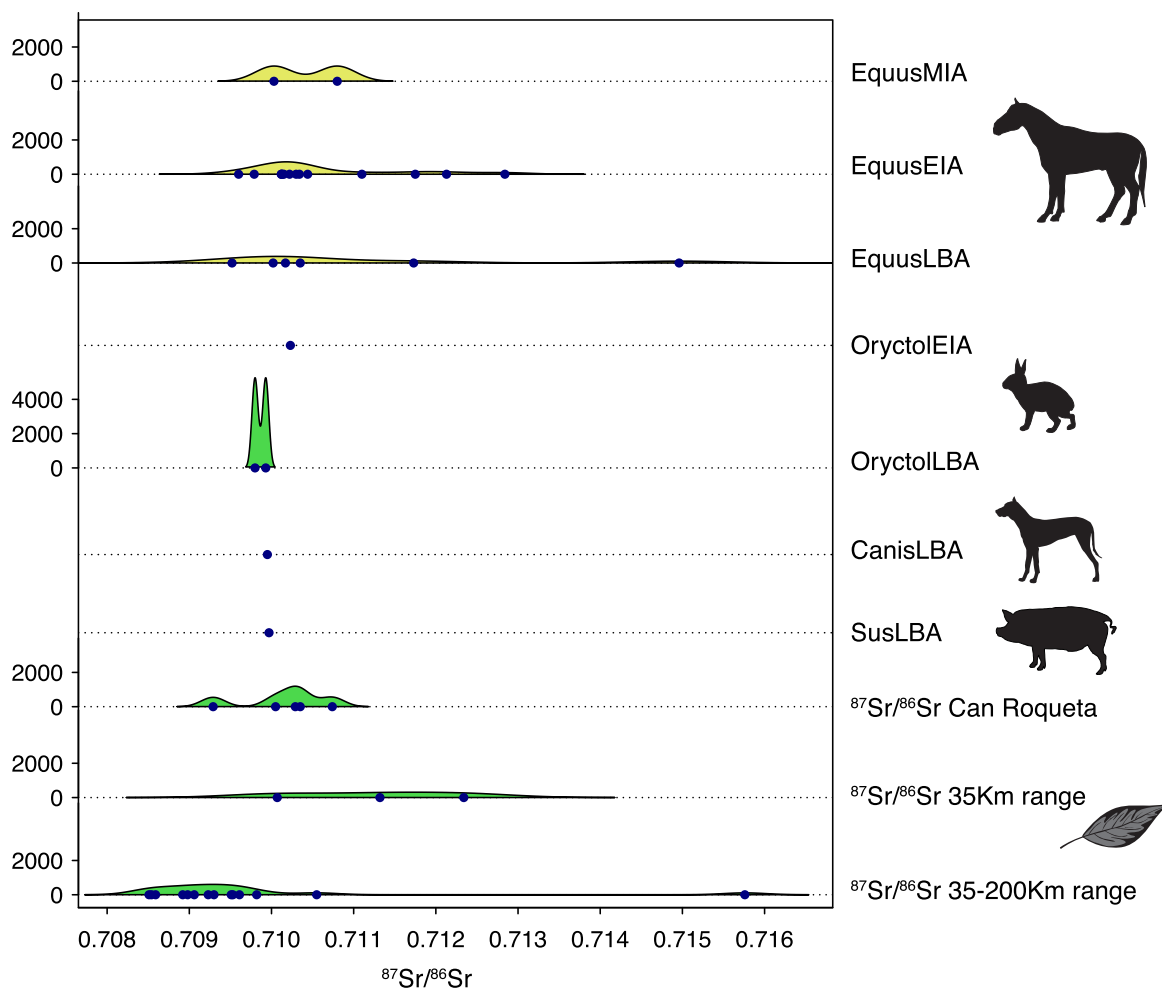 2000
0
EquusMIA
2000
0
EquusEIA
2000
0
EquusLBA
OryctolEIA
4000
2000
0
OryctolLBA
CanisLBA
SusLBA
2000
0
⁸⁷Sr/⁸⁶Sr Can Roqueta
2000
0
⁸⁷Sr/⁸⁶Sr 35Km range
2000
0
⁸⁷Sr/⁸⁶Sr 35-200Km range
0.708 0.709 0.710 0.711 0.712 0.713 0.714 0.715 0.716
⁸⁷Sr/⁸⁶Sr